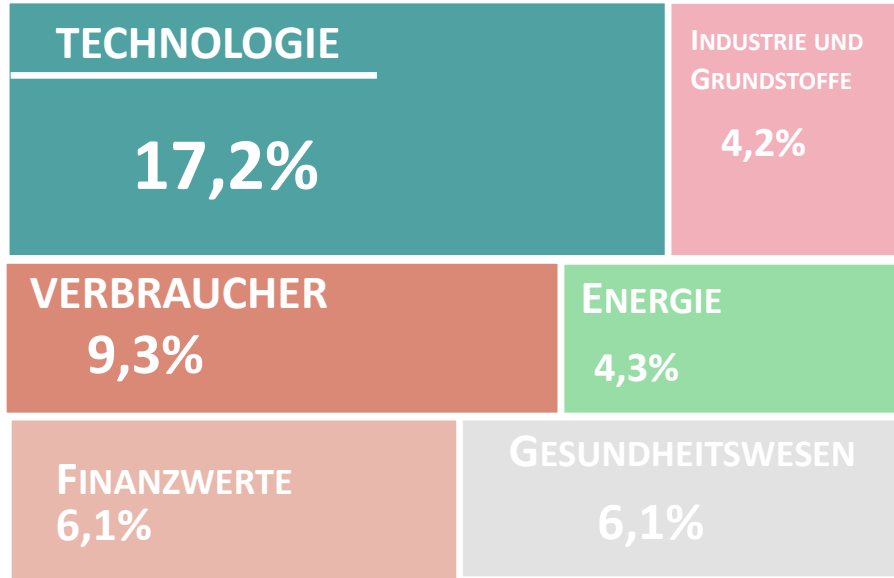 TECHNOLOGIE
17,2%
INDUSTRIE UND
GRUNDSTOFFE
4,2%
VERBRAUCHER
9,3%
ENERGIE
4,3%
FINANZWERTE
6,1%
GESUNDHEITSWESEN
6,1%